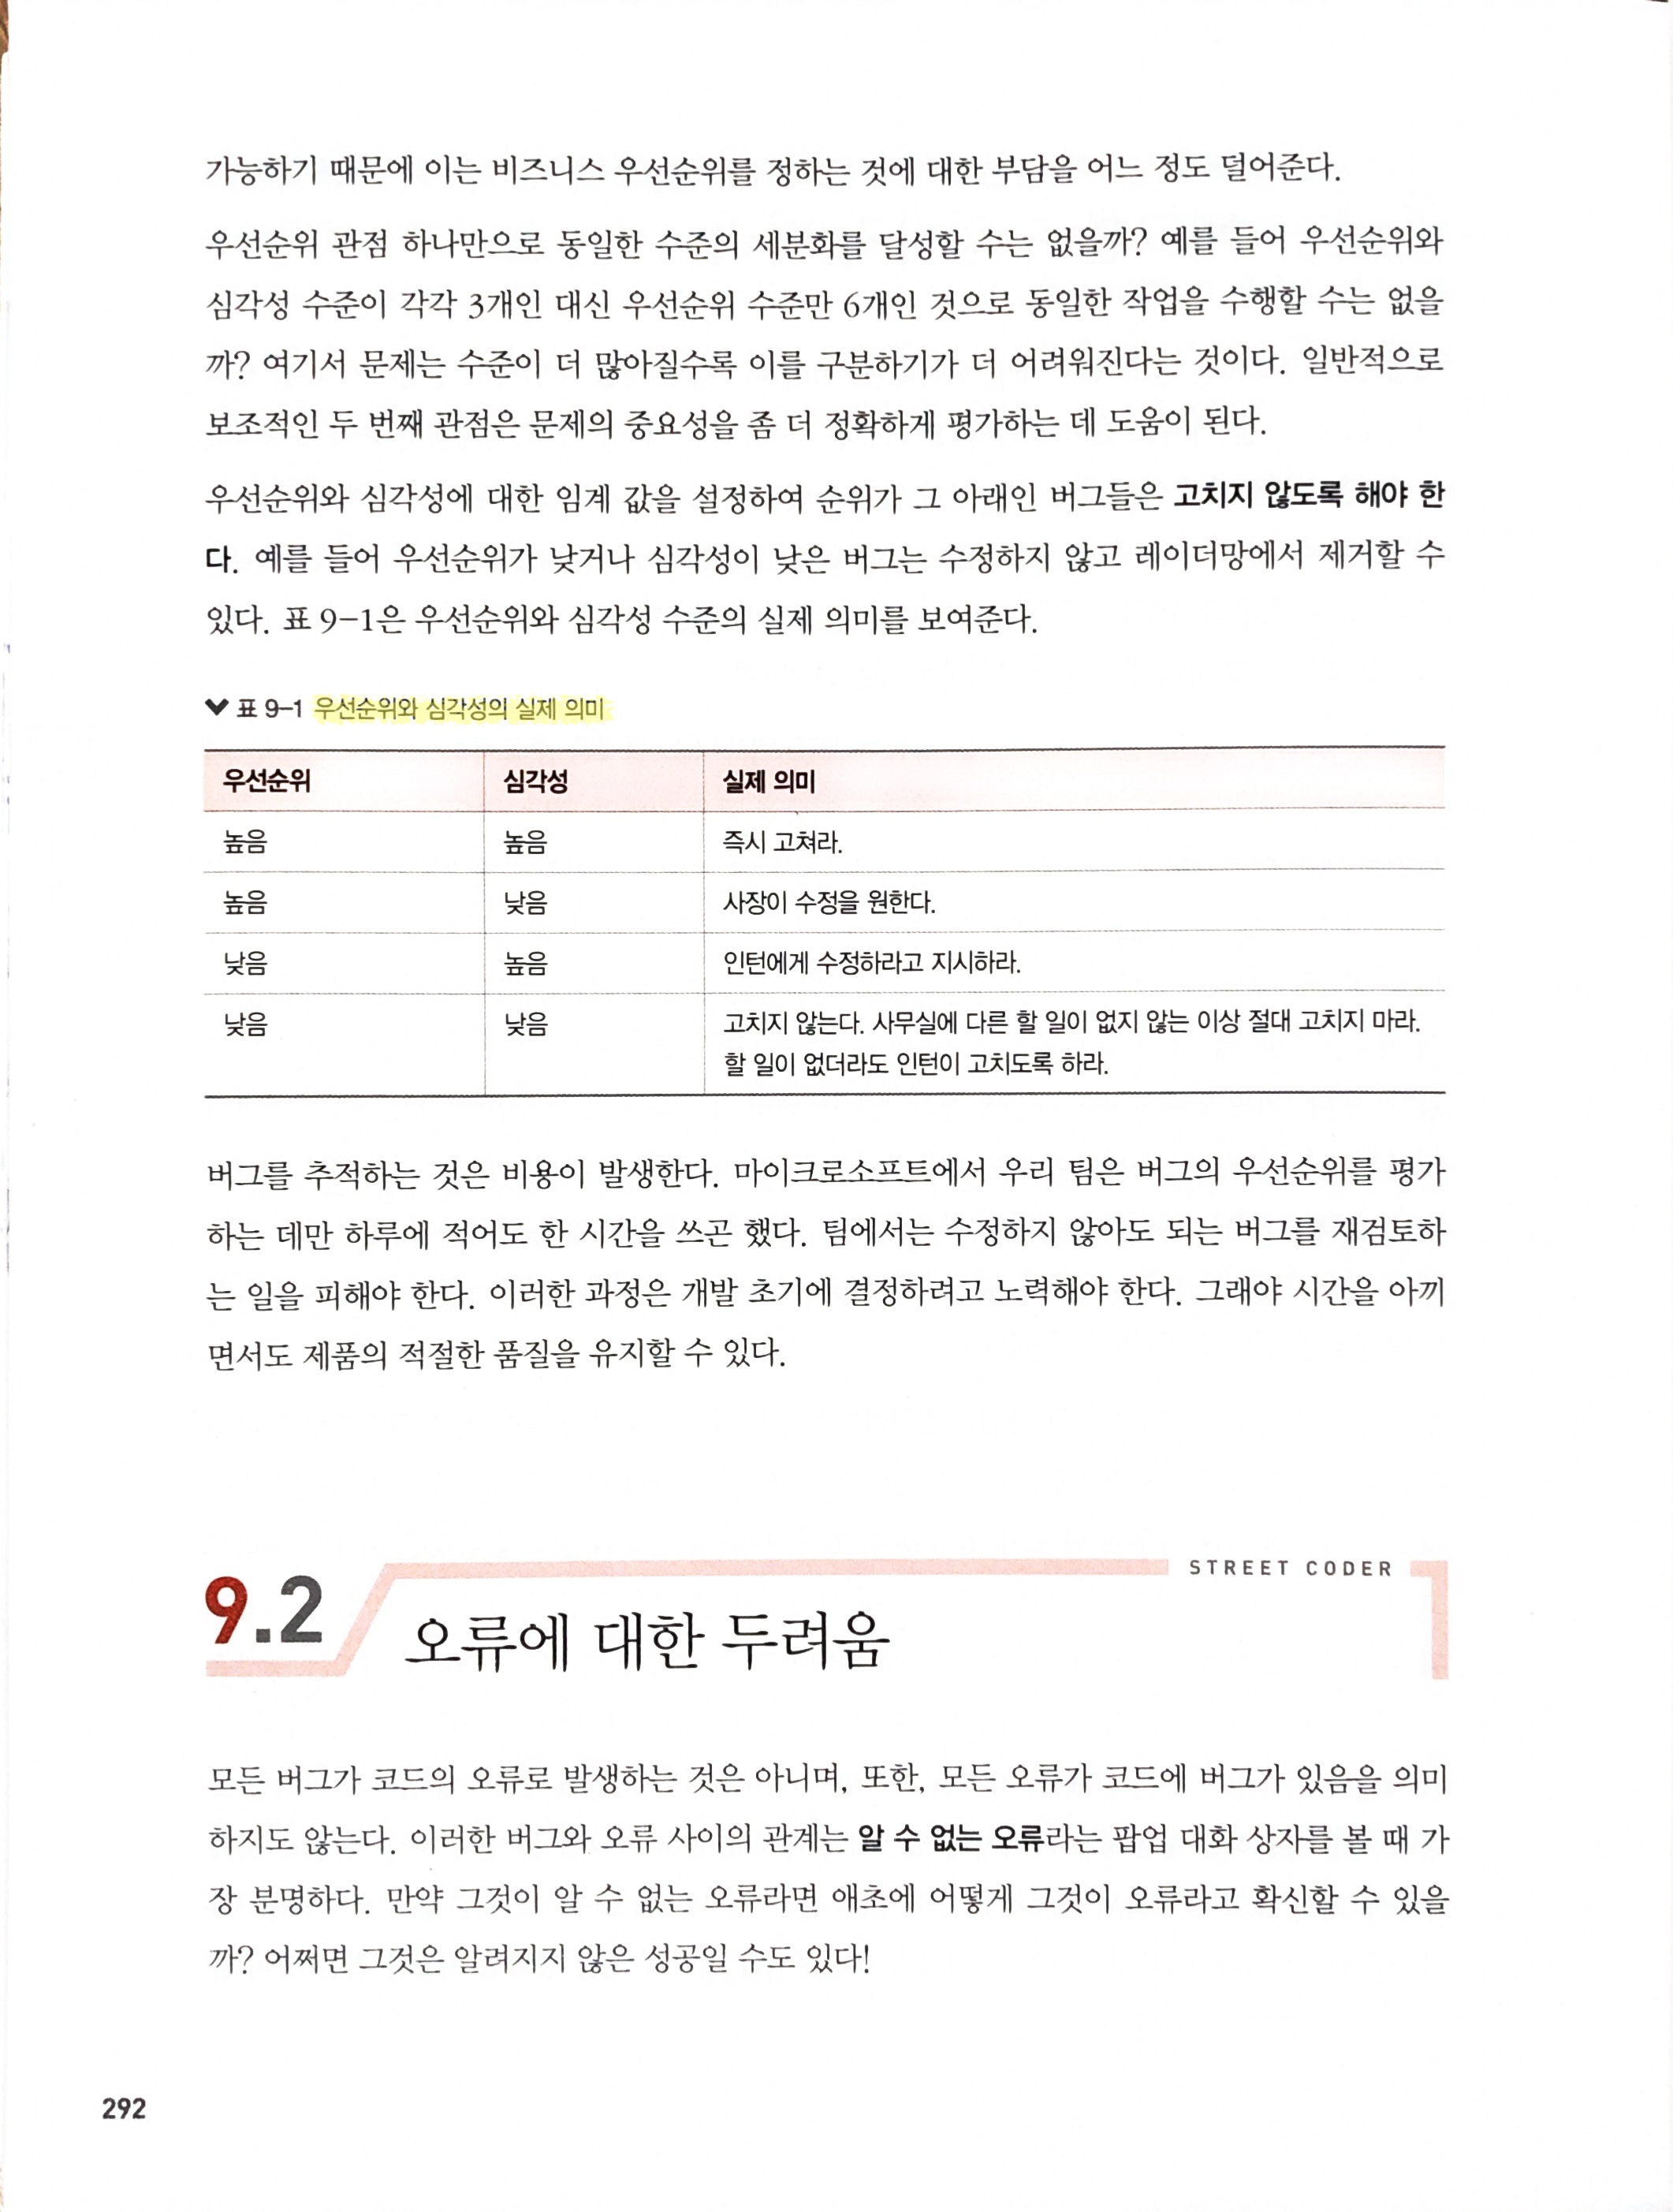 가능하기 때문에 이는 비즈니스 우선순위를 정하는 것에 대한 부담을 어느 정도 덜어준다.
우선순위 관점 하나만으로 동일한 수준의 세분화를 달성할 수는 없을까? 예를 들어 우선순위와
심각성 수준이 각각 3개인 대신 우선순위 수준만 6개인 것으로 동일한 작업을 수행할 수는 없을
까? 여기서 문제는 수준이 더 많아질수록 이를 구분하기가 더 어려워진다는 것이다. 일반적으로
보조적인 두 번째 관점은 문제의 중요성을 좀 더 정확하게 평가하는 데 도움이 된다.
우선순위와 심각성에 대한 임계 값을 설정하여 순위가 그 아래인 버그들은 고치지 않도록 해야 한
다. 예를 들어 우선순위가 낮거나 심각성이 낮은 버그는 수정하지 않고 레이더망에서 제거할 수
있다. 표 9-1은 우선순위와 심각성 수준의 실제 의미를 보여준다.
표 9-1 우선순위와 심각성의 실제 의미
우선순위 심각성 실제 의미
높음 높음 즉시 고쳐라.
높음 낮음 사장이 수정을 원한다.
낮음 높음 인턴에게 수정하라고 지시하라.
낮음 낮음 고치지 않는다. 사무실에 다른 할 일이 없지 않는 이상 절대 고치지 마라.
할 일이 없더라도 인턴이 고치도록 하라.
버그를 추적하는 것은 비용이 발생한다. 마이크로소프트에서 우리 팀은 버그의 우선순위를 평가
하는 데만 하루에 적어도 한 시간을 쓰곤 했다. 팀에서는 수정하지 않아도 되는 버그를 재검토하
는 일을 피해야 한다. 이러한 과정은 개발 초기에 결정하려고 노력해야 한다. 그래야 시간을 아끼
면서도 제품의 적절한 품질을 유지할 수 있다.
STREET CODER
9.2 오류에 대한 두려움
모든 버그가 코드의 오류로 발생하는 것은 아니며, 또한, 모든 오류가 코드에 버그가 있음을 의미
하지도 않는다. 이러한 버그와 오류 사이의 관계는 알 수 없는 오류라는 팝업 대화 상자를 볼 때 가
장 분명하다. 만약 그것이 알 수 없는 오류라면 애초에 어떻게 그것이 오류라고 확신할 수 있을
까? 어쩌면 그것은 알려지지 않은 성공일 수도 있다!
292